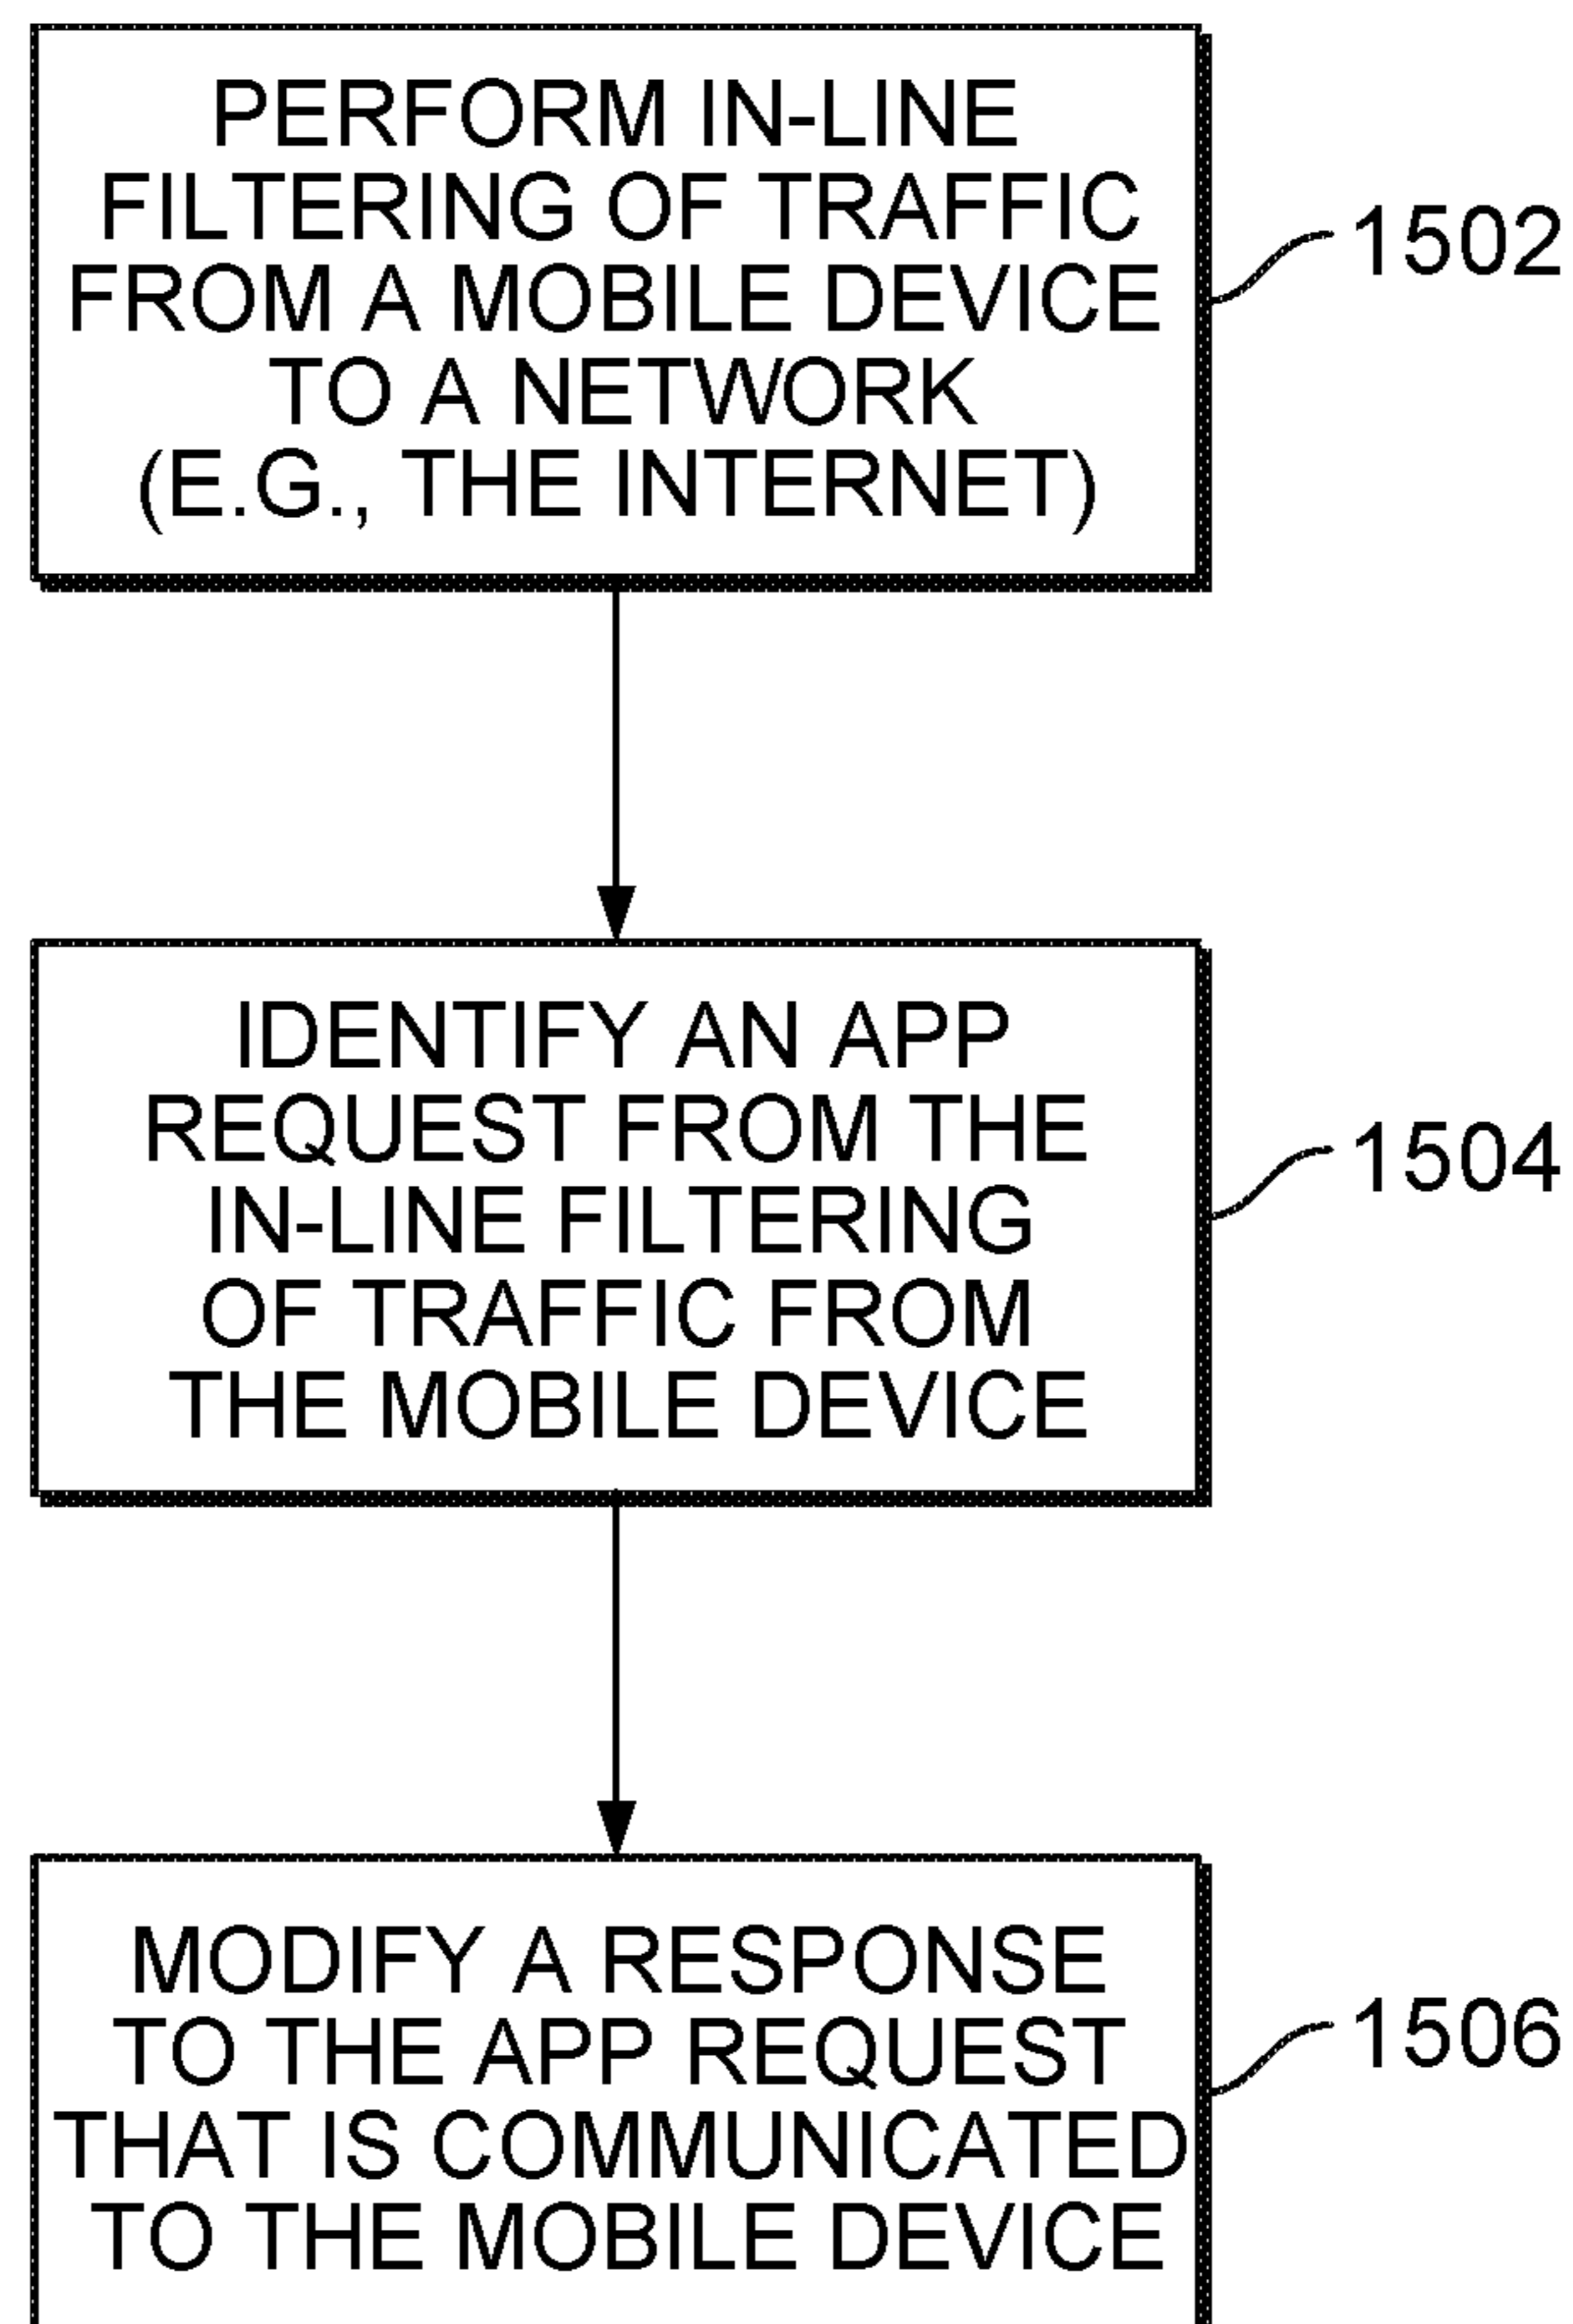 PERFORM IN-LINE
FILTERING OF TRAFFIC
FROM A MOBILE DEVICE
TO A NETWORK
(E.G., THE INTERNET)
1502
IDENTIFY AN APP
REQUEST FROM THE
IN-LINE FILTERING
OF TRAFFIC FROM
THE MOBILE DEVICE
1504
MODIFY A RESPONSE
TO THE APP REQUEST
THAT IS COMMUNICATED
TO THE MOBILE DEVICE
1506